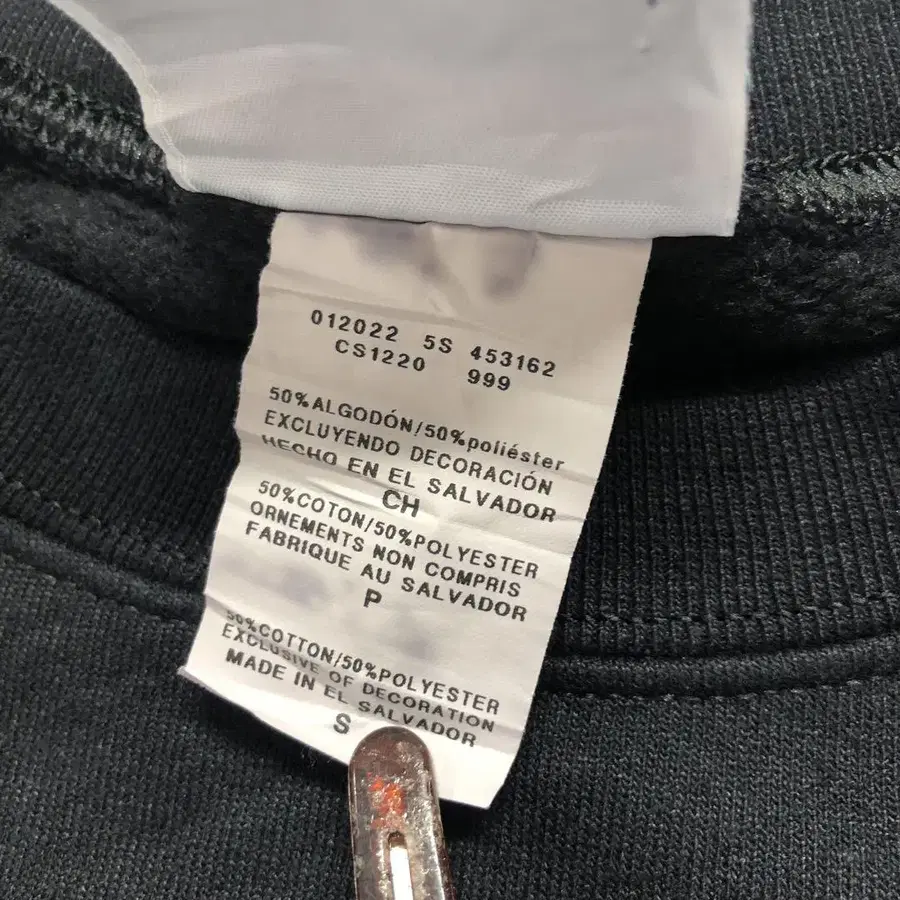 012022 5S 453162
CS1220 999
50%ALGODÓN/50%poliéster
EXCLUYENDO DECORACIÓN
HECHO EN EL SALVADOR
CH
50%COTON/50%POLYESTER
ORNEMENTS NON COMPRIS
FABRIQUE AU SALVADOR
P
50%COTTON/50%POLYESTER
EXCLUSIVE OF DECORATION
MADE IN EL SALVADOR
S